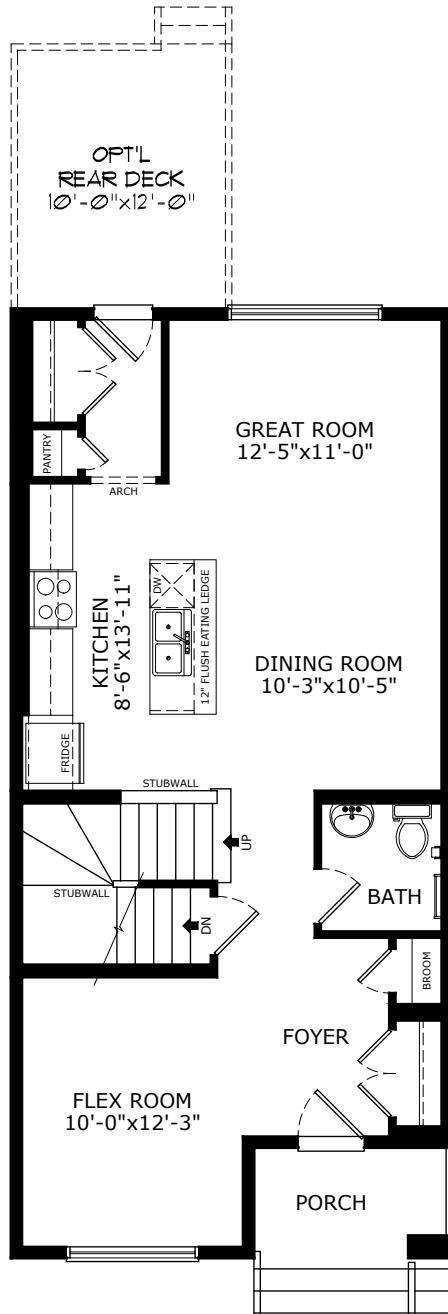 OPT'L
REAR DECK
10'-0"x12'-0"
GREAT ROOM
12'-5"x11'-0"
PANTRY
ARCH
KITCHEN
8'-6"x13'-11"
DW
12" FLUSH EATING LEDGE
DINING ROOM
10'-3"x10'-5"
FRIDGE
STUBWALL
UP
STUBWALL
DN
BATH
BROOM
FOYER
FLEX ROOM
10'-0"x12'-3"
PORCH